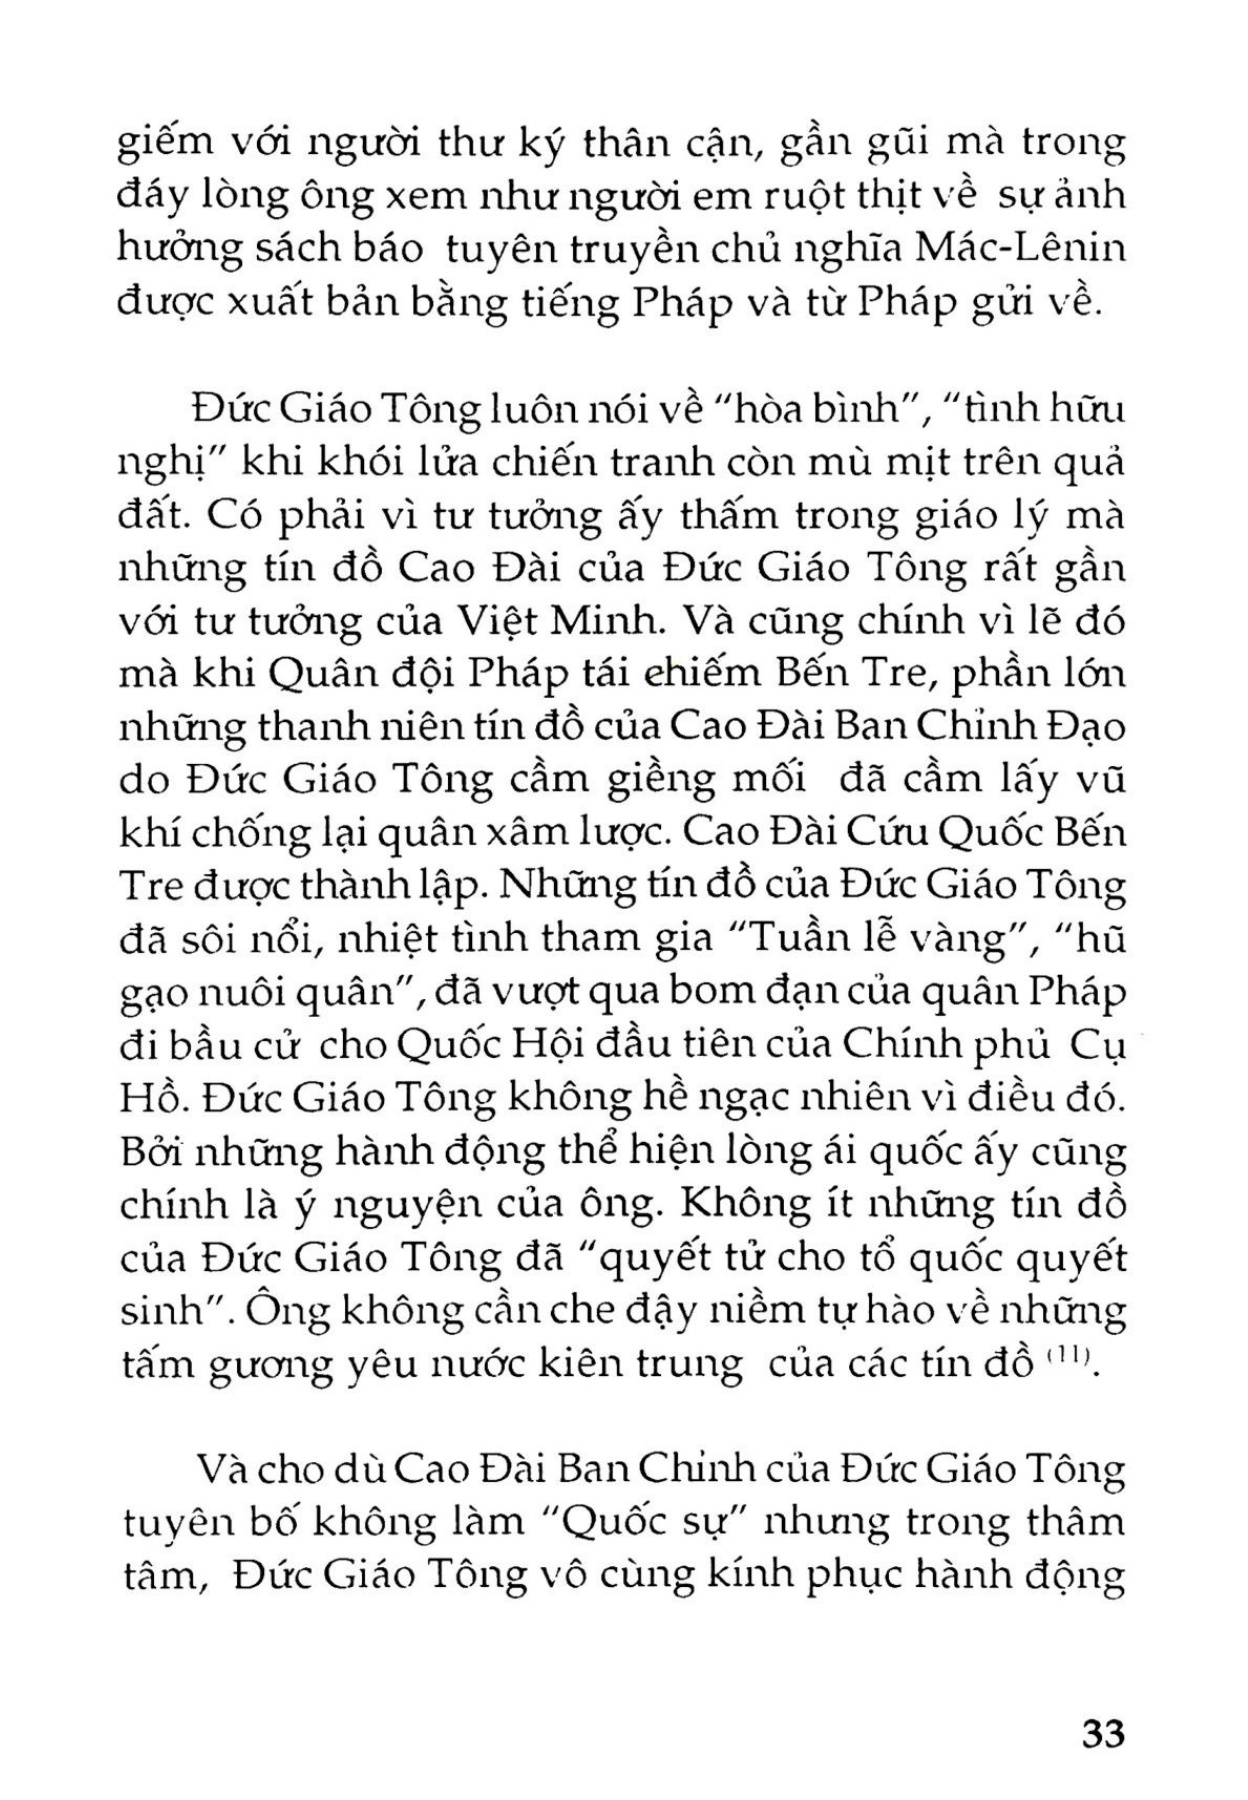 giếm với người thư ký thân cận, gần gũi mà trong
đáy lòng ông xem như người em ruột thịt về sự ảnh
hưởng sách báo tuyên truyền chủ nghĩa Mác-Lênin
được xuất bản bằng tiếng Pháp và từ Pháp gửi về.
Đức Giáo Tông luôn nói về "hòa bình", "tình hữu
nghị" khi khói lửa chiến tranh còn mù mịt trên quả
đất. Có phải vì tư tưởng ấy thấm trong giáo lý mà
những tín đồ Cao Đài của Đức Giáo Tông rất gần
với tư tưởng của Việt Minh. Và cũng chính vì lẽ đó
mà khi Quân đội Pháp tái chiếm Bến Tre, phần lớn
những thanh niên tín đồ của Cao Đài Ban Chỉnh Đạo
do Đức Giáo Tông cầm giềng mối đã cầm lấy vũ
khí chống lại quân xâm lược. Cao Đài Cứu Quốc Bến
Tre được thành lập. Những tín đồ của Đức Giáo Tông
đã sôi nổi, nhiệt tình tham gia "Tuần lễ vàng", "hũ
gạo nuôi quân", đã vượt qua bom đạn của quân Pháp
đi bầu cử cho Quốc Hội đầu tiên của Chính phủ Cụ
Hồ. Đức Giáo Tông không hề ngạc nhiên vì điều đó.
Bởi những hành động thể hiện lòng ái quốc ấy cũng
chính là ý nguyện của ông. Không ít những tín đồ
của Đức Giáo Tông đã "quyết tử cho tổ quốc quyết
sinh". Ông không cần che đậy niềm tự hào về những
tấm gương yêu nước kiên trung của các tín đồ (11).
Và cho dù Cao Đài Ban Chỉnh của Đức Giáo Tông
tuyên bố không làm "Quốc sự" nhưng trong thâm
tâm, Đức Giáo Tông vô cùng kính phục hành động
33